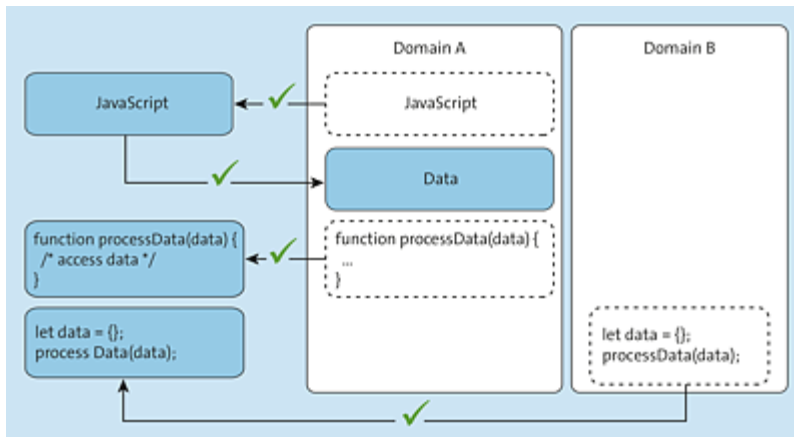 Domain A
Domain B
JavaScript
JavaScript
Data
function processData(data) {
/* access data */
}
function processData(data) {
...
}
let data = {};
process Data(data);
let data = {};
processData(data);